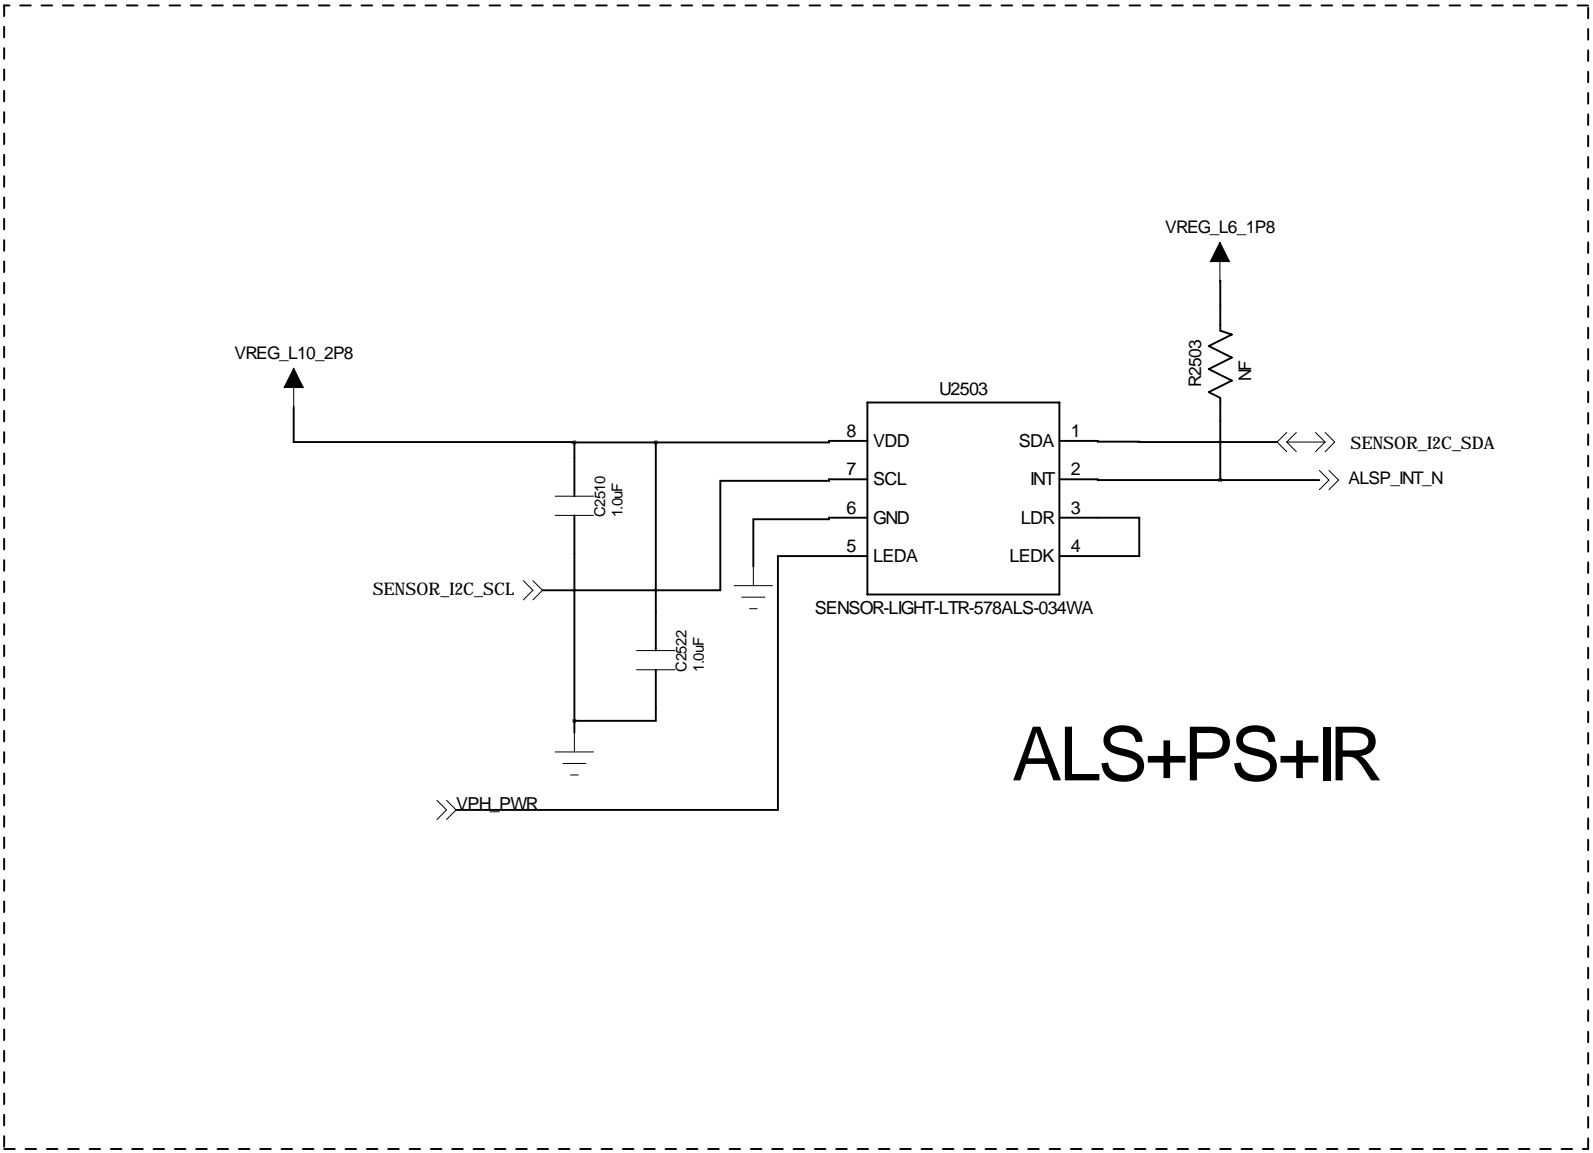 VREG_L6_1P8
R2503
NF
VREG_L10_2P8
U2503
8 VDD SDA 1
7 SCL INT 2
6 GND LDR 3
5 LEDA LEDK 4
SENSOR_I2C_SDA
ALSP_INT_N
C2510
1.0uF
SENSOR_I2C_SCL
SENSOR-LIGHT-LTR-578ALS-034WA
C2522
1.0uF
ALS+PS+IR
VPH_PWR